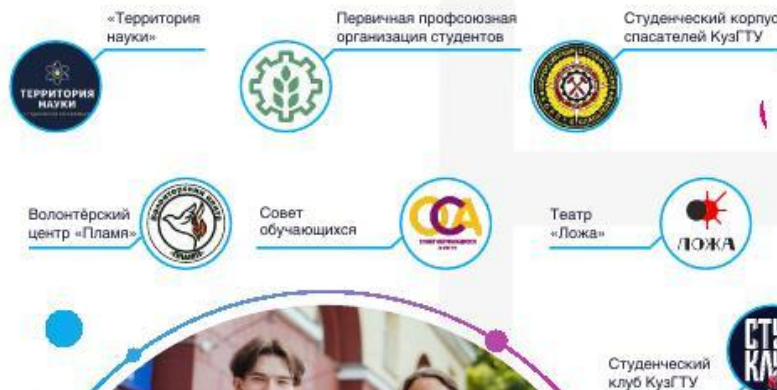 «Территория
науки»
Первичная профсоюзная
организация студентов
Студенческий корпус
спасателей КузГТУ
ТЕРРИТОРИЯ
НАУКИ
Волонтёрский
центр «Пламя»
Совет
обучающихся
Театр
«Ложа»
ЛОЖА
Студенческий
клуб КузГТУ